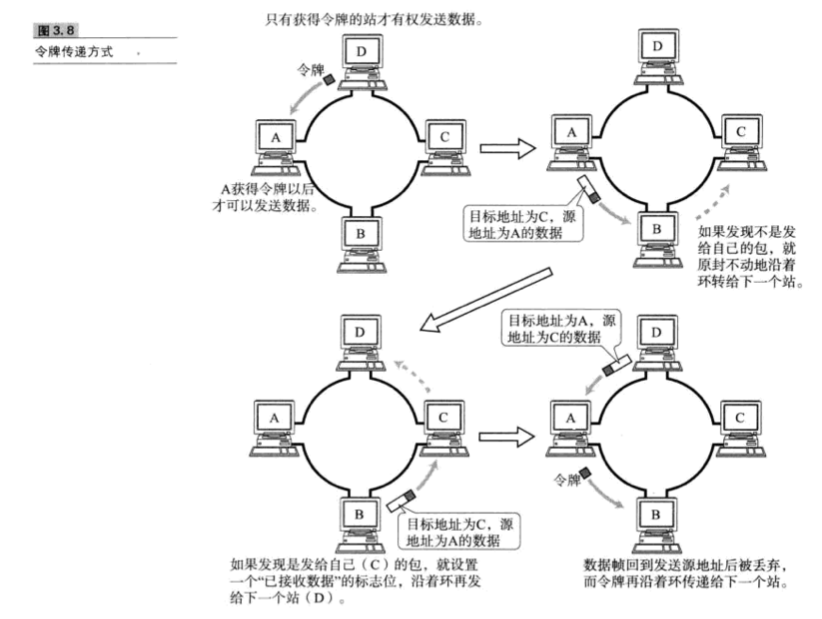 图3.8
令牌传递方式
只有获得令牌的站才有权发送数据。
D
令牌
A
C
A获得令牌以后
才可以发送数据。
B
D
A
C
目标地址为C，源
地址为A的数据
B
如果发现不是发
给自己的包，就
原封不动地沿着
环转给下一个站。
D
A
C
B
目标地址为C，源
地址为A的数据
如果发现是发给自己（C）的包，就设置
一个“已接收数据”的标志位，沿着环再发
给下一个站（D）。
目标地址为A，源
地址为C的数据
D
A
C
令牌
B
数据帧回到发送源地址后被丢弃，
而令牌再沿着环传递给下一个站。